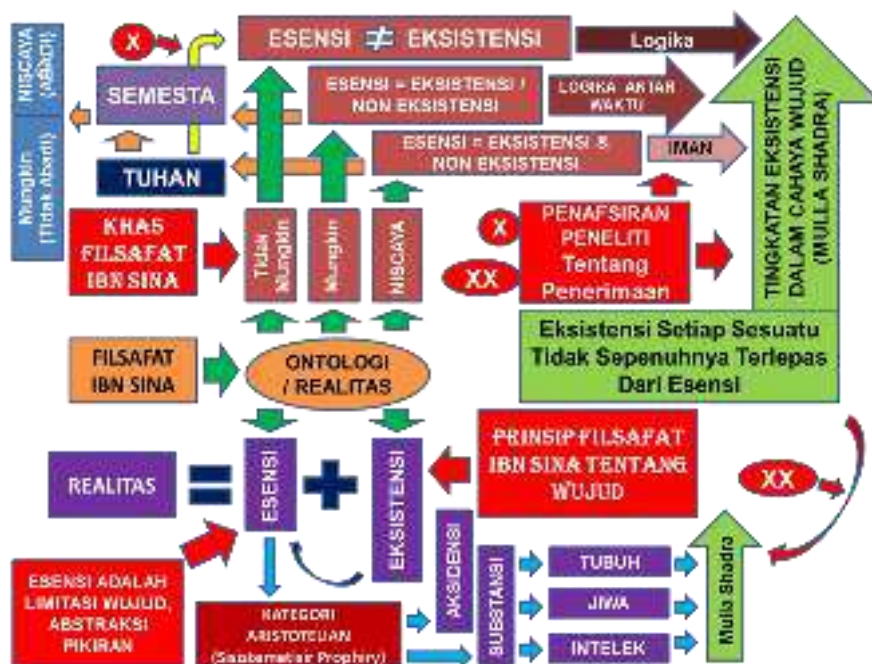 X
ESENSI ≠ EKSISTENSI
Logika
NISCAYA
(ABADI)
SEMESTA
ESENSI = EKSISTENSI /
NON EKSISTENSI
LOGIKA ANTAR
WAKTU
ESENSI = EKSISTENSI &
NON EKSISTENSI
IMAN
Mungkin
(Tidak Abadi)
TUHAN
TINGKATAN EKSISTENSI
DALAM CAHAYA WUJUD
(MULLA SHADRA)
KHAS
FILSAFAT
IBN SINA
Tidak
Mungkin
Mungkin
NISCAYA
X
XX
PENAFSIRAN
PENELITI
Tentang
Penerimaan
Eksistensi Setiap Sesuatu
Tidak Sepenuhnya Terlepas
Dari Esensi
FILSAFAT
IBN SINA
ONTOLOGI
/ REALITAS
REALITAS
=
ESENSI
+
EKSISTENSI
PRINSIP FILSAFAT
IBN SINA TENTANG
WUJUD
XX
ESENSI ADALAH
LIMITASI WUJUD,
ABSTRAKSI
PIKIRAN
KATEGORI
ARISTOTELIAN
Prophiry)
AKSIDENSI
SUBSTANSI
TUBUH
JIWA
INTELEK
Mulla Shadra